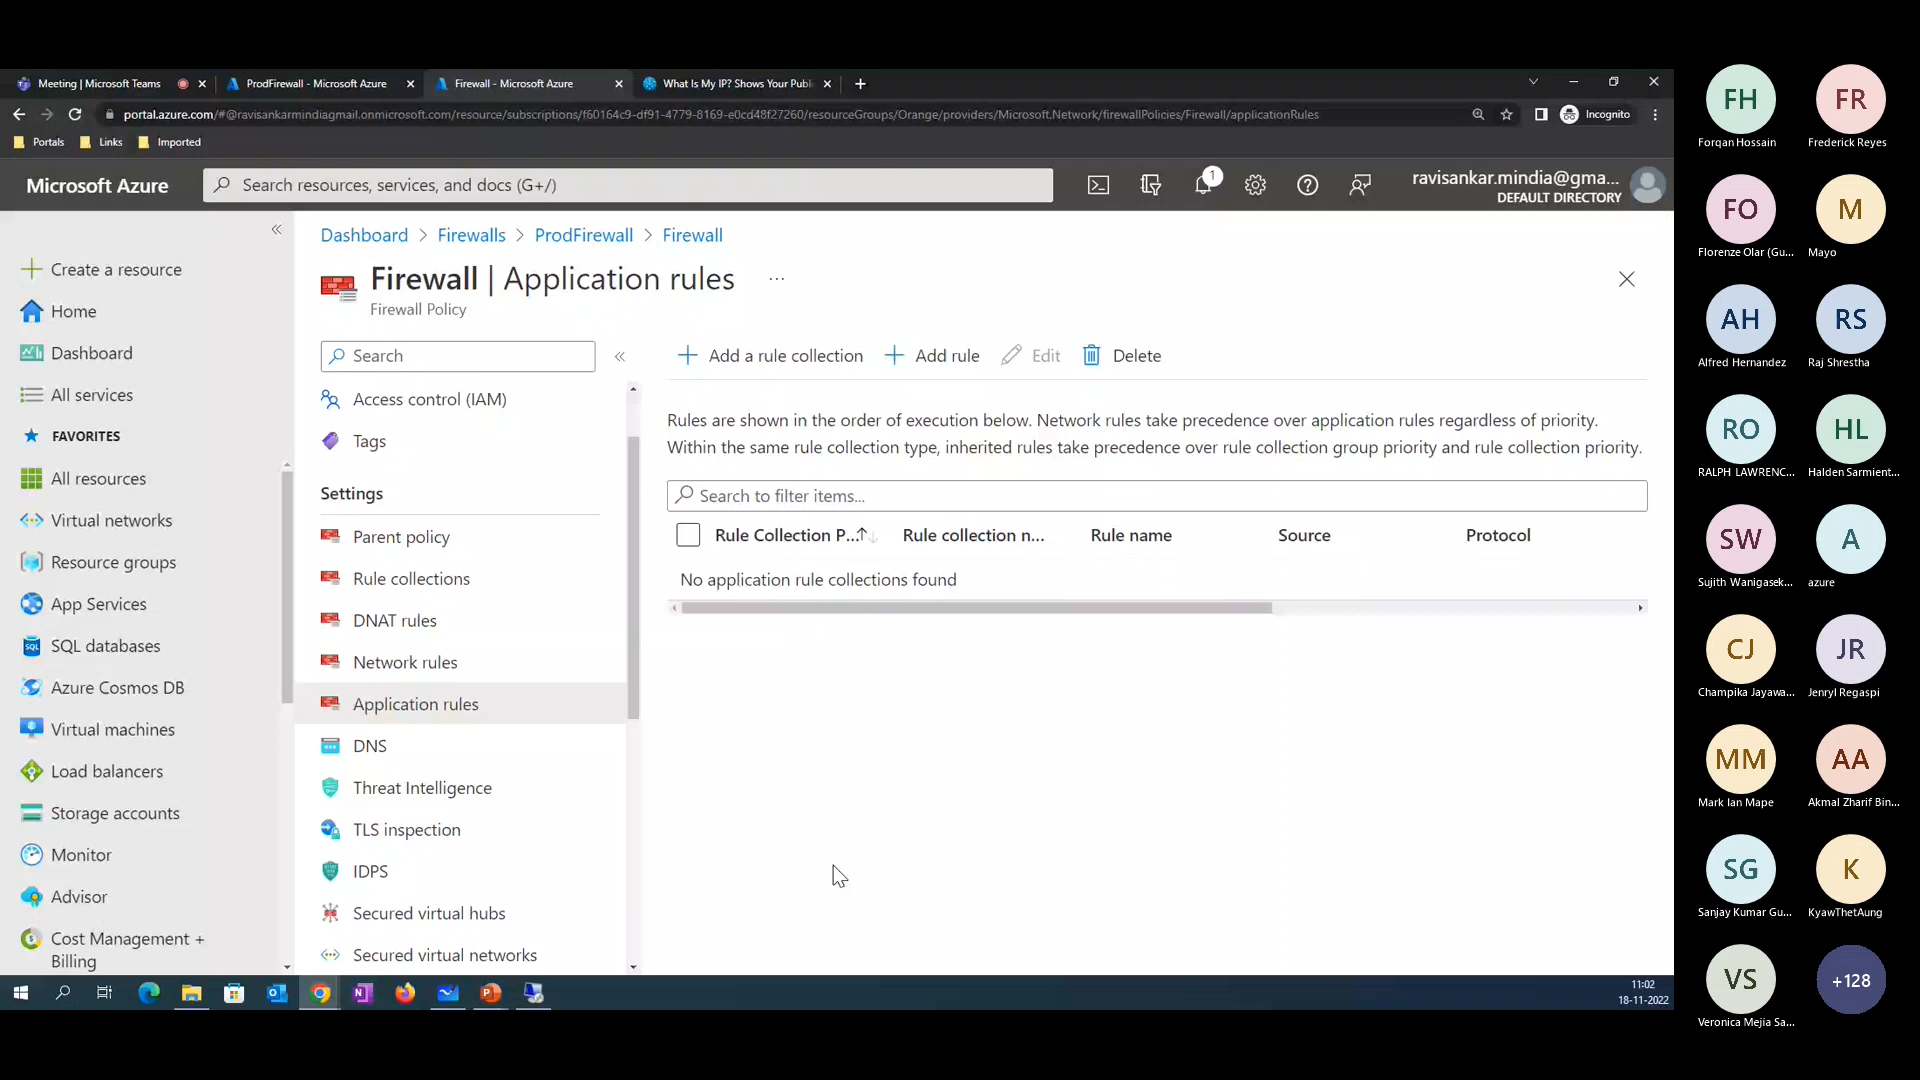 Meeting | Microsoft Teams
ProdFirewall - Microsoft Azure
Firewall - Microsoft Azure
What Is My IP? Shows Your Publ
portal.azure.com/#@ravisankarmindiagmail.onmicrosoft.com/resource/subscriptions/f60164c9-df91-4779-8169-e0cd48f27260/resourceGroups/Orange/providers/Microsoft.Network/firewallPolicies/Firewall/applicationRules
Incognito
Portals
Links
Imported
Microsoft Azure
Search resources, services, and docs (G+/)
1
ravisankar.mindia@gma...
DEFAULT DIRECTORY
Create a resource
Home
Dashboard
All services
FAVORITES
All resources
Virtual networks
Resource groups
App Services
SQL databases
Azure Cosmos DB
Virtual machines
Load balancers
Storage accounts
Monitor
Advisor
Cost Management +
Billing
Dashboard > Firewalls > ProdFirewall > Firewall
Firewall | Application rules ...
Firewall Policy
Search
Access control (IAM)
Tags
Settings
Parent policy
Rule collections
DNAT rules
Network rules
Application rules
DNS
Threat Intelligence
TLS inspection
IDPS
Secured virtual hubs
Secured virtual networks
Add a rule collection
Add rule
Edit
Delete
Rules are shown in the order of execution below. Network rules take precedence over application rules regardless of priority.
Within the same rule collection type, inherited rules take precedence over rule collection group priority and rule collection priority.
Search to filter items...
Rule Collection P...
Rule collection n...
Rule name
Source
Protocol
No application rule collections found
11:02
18-11-2022
FH
Forqan Hossain
FR
Frederick Reyes
FO
Florenze Olar (Gu...
M
Mayo
AH
Alfred Hernandez
RS
Raj Shrestha
RO
RALPH LAWRENC...
HL
Halden Sarmient...
SW
Sujith Wanigasek...
A
azure
CJ
Champika Jayawa...
JR
Jenryl Regaspi
MM
Mark Ian Mape
AA
Akmal Zharif Bin...
SG
Sanjay Kumar Gu...
K
KyawThetAung
VS
Veronica Mejia Sa...
+128